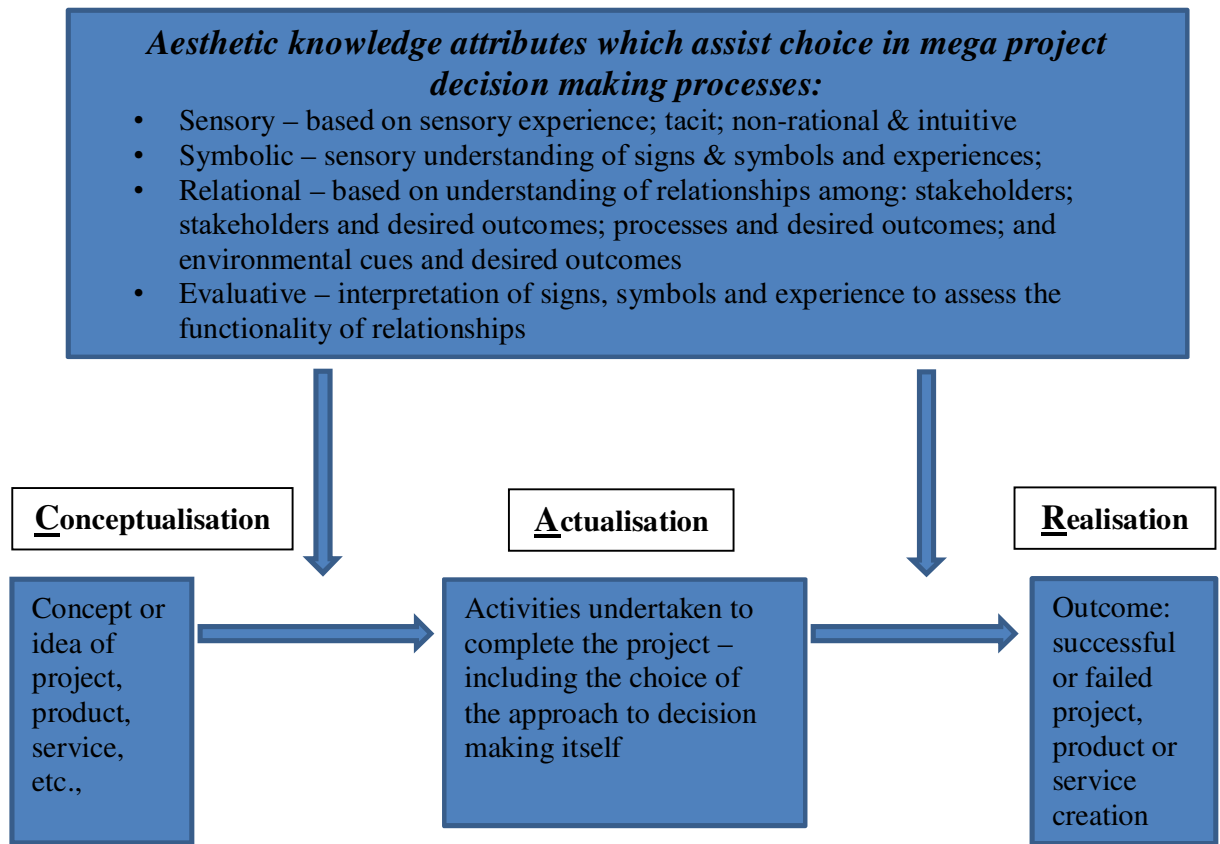 Aesthetic knowledge attributes which assist choice in mega project
decision making processes:
• Sensory – based on sensory experience; tacit; non-rational & intuitive
• Symbolic – sensory understanding of signs & symbols and experiences;
• Relational – based on understanding of relationships among: stakeholders;
stakeholders and desired outcomes; processes and desired outcomes; and
environmental cues and desired outcomes
• Evaluative – interpretation of signs, symbols and experience to assess the
functionality of relationships
Conceptualisation
Actualisation
Realisation
Concept or
idea of
project,
product,
service,
etc.,
Activities undertaken to
complete the project –
including the choice of
the approach to decision
making itself
Outcome:
successful
or failed
project,
product or
service
creation